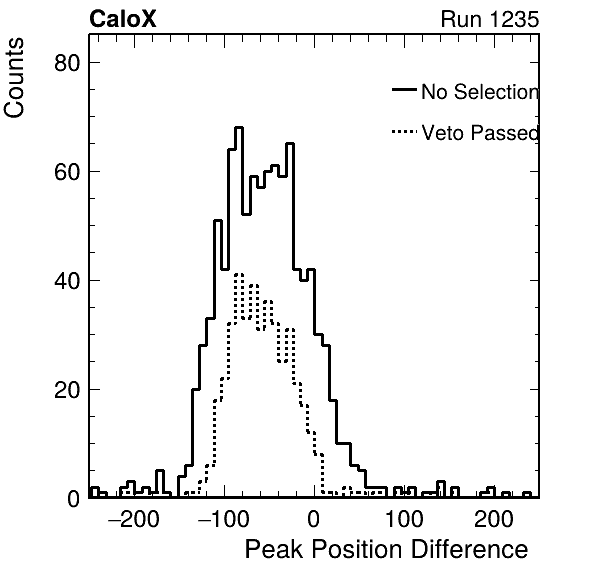 CaloX Run 1235
Counts
80
60
40
20
0
No Selection
Veto Passed
−200 −100 0 100 200
Peak Position Difference